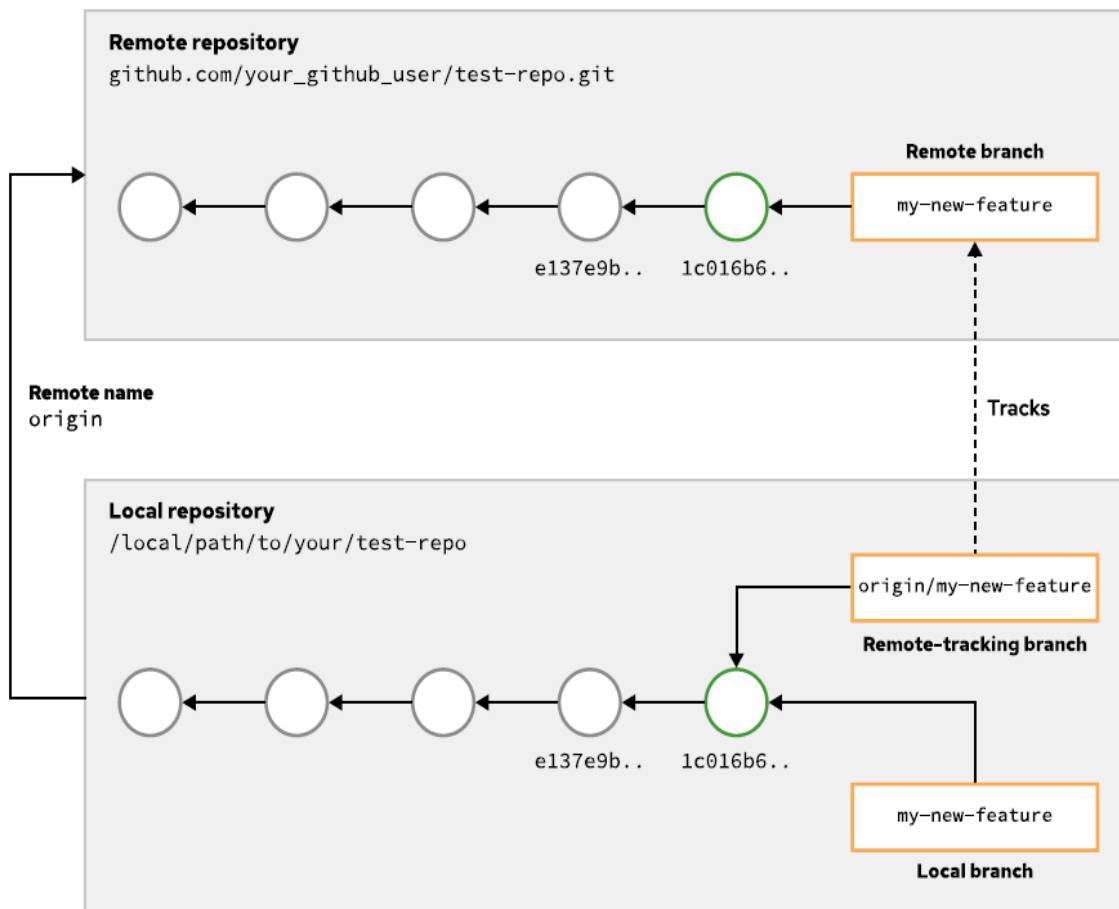 Remote repository
github.com/your_github_user/test-repo.git
Remote branch
my-new-feature
e137e9b..
1c016b6..
Remote name
origin
Tracks
Local repository
/local/path/to/your/test-repo
origin/my-new-feature
Remote-tracking branch
e137e9b..
1c016b6..
my-new-feature
Local branch